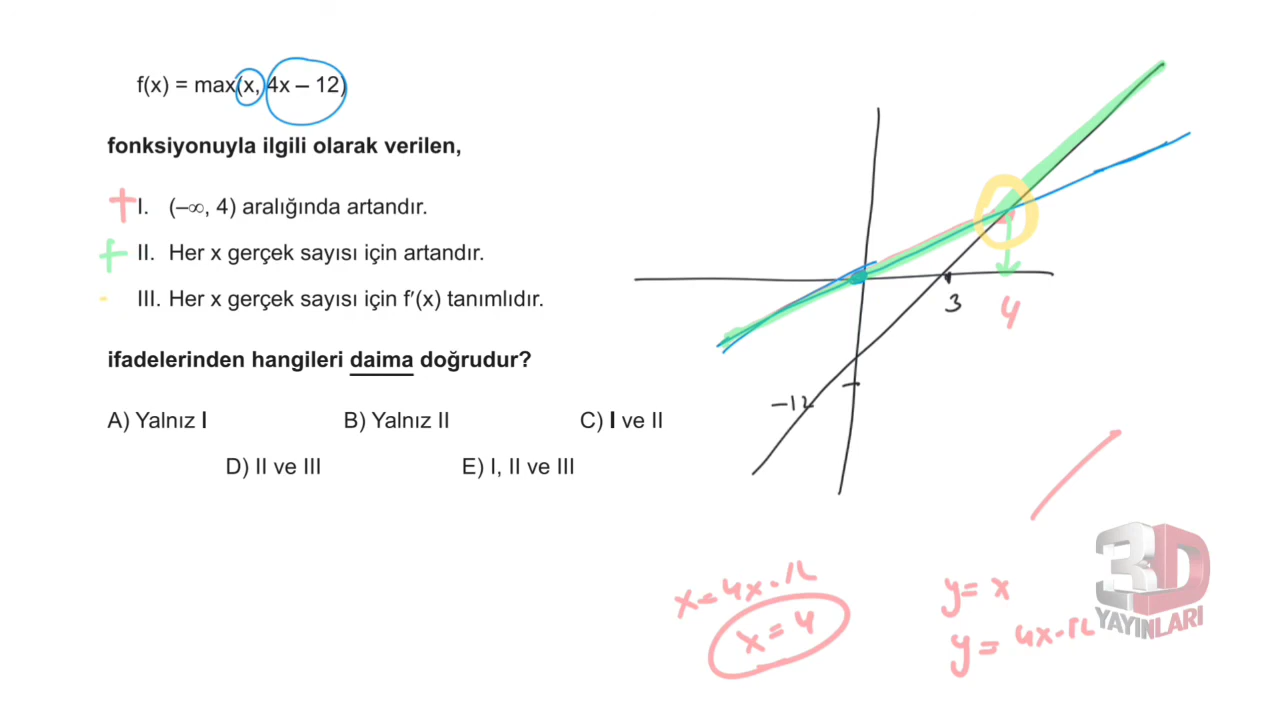 f(x) = max(x, 4x – 12)
fonksiyonuyla ilgili olarak verilen,
I. (–∞, 4) aralığında artandır.
II. Her x gerçek sayısı için artandır.
III. Her x gerçek sayısı için f′(x) tanımlıdır.
ifadelerinden hangileri daima doğrudur?
A) Yalnız I B) Yalnız II C) I ve II
D) II ve III E) I, II ve III
3
4
–12
x = 4x - 12
x = 4
y = x
y = 4x - 12
3D
YAYINLARI